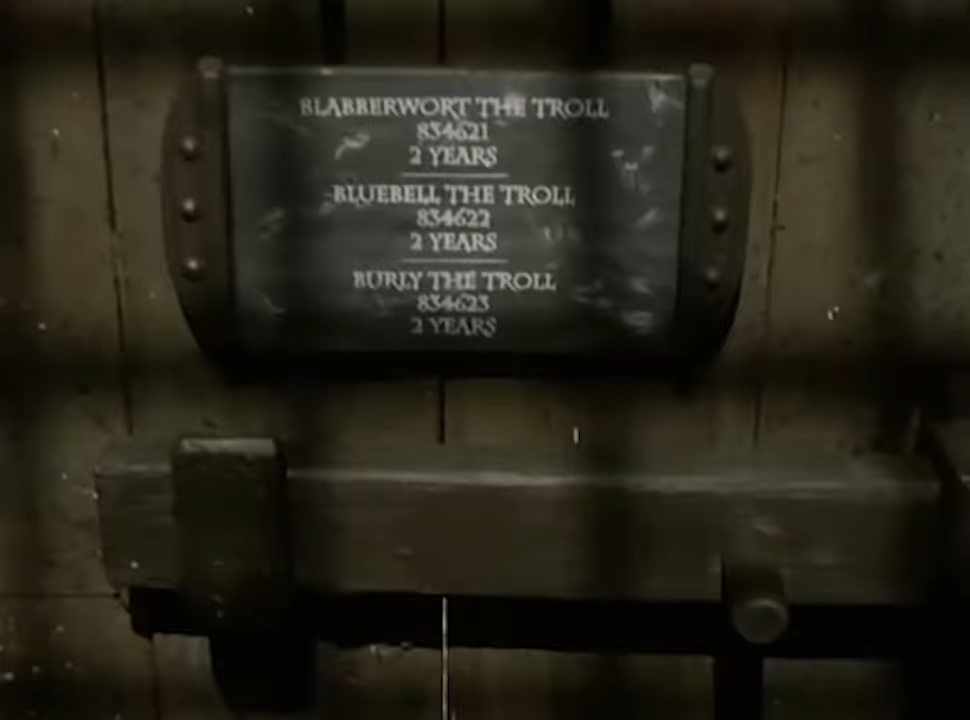 BLABBERWORT THE TROLL
834621
2 YEARS
BLUEBELL THE TROLL
834622
2 YEARS
BURLY THE TROLL
834623
2 YEARS